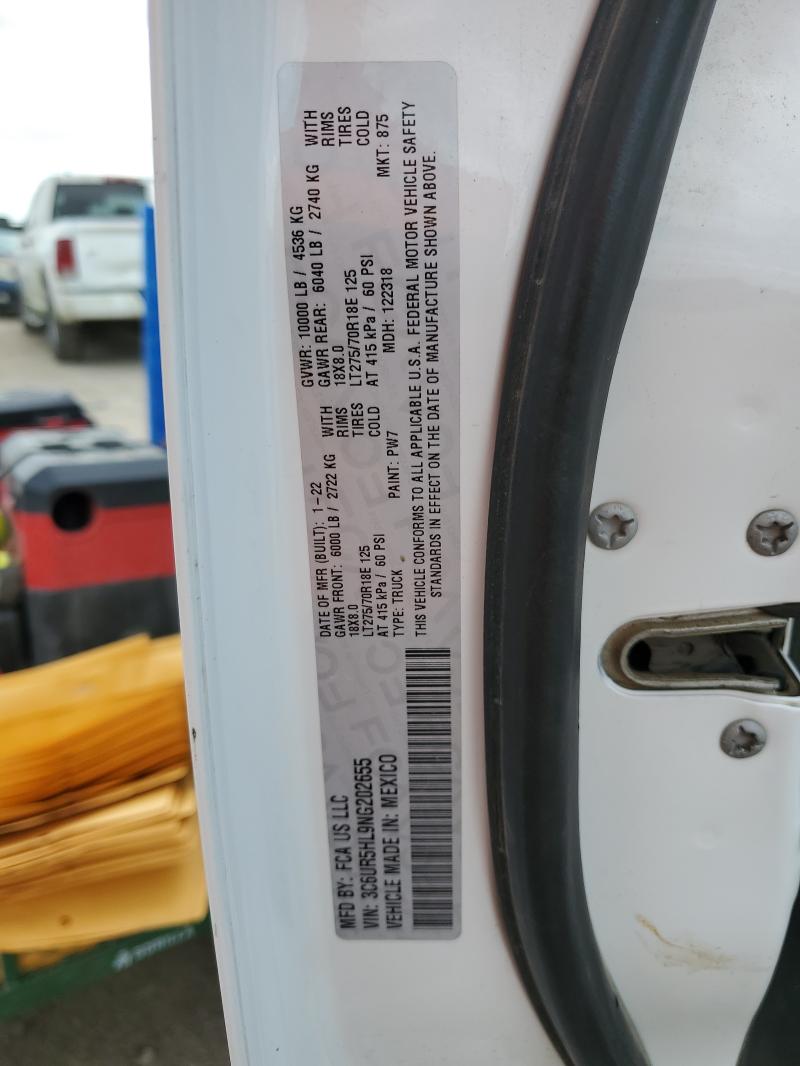 MFD BY: FCA US LLC
VIN: 3C6UR5HL9NG202655
VEHICLE MADE IN: MEXICO
DATE OF MFR (BUILT): 1-22
GAWR FRONT: 6000 LB / 2722 KG WITH
18X8.0 RIMS
LT275/70R18E 125 TIRES
AT 415 kPa / 60 PSI COLD
TYPE: TRUCK PAINT: PW7
GVWR: 10000 LB / 4536 KG
GAWR REAR: 6040 LB / 2740 KG WITH
18X8.0 RIMS
LT275/70R18E 125 TIRES
AT 415 kPa / 60 PSI COLD
MDH: 122318 MKT: 875
THIS VEHICLE CONFORMS TO ALL APPLICABLE U.S.A. FEDERAL MOTOR VEHICLE SAFETY
STANDARDS IN EFFECT ON THE DATE OF MANUFACTURE SHOWN ABOVE.